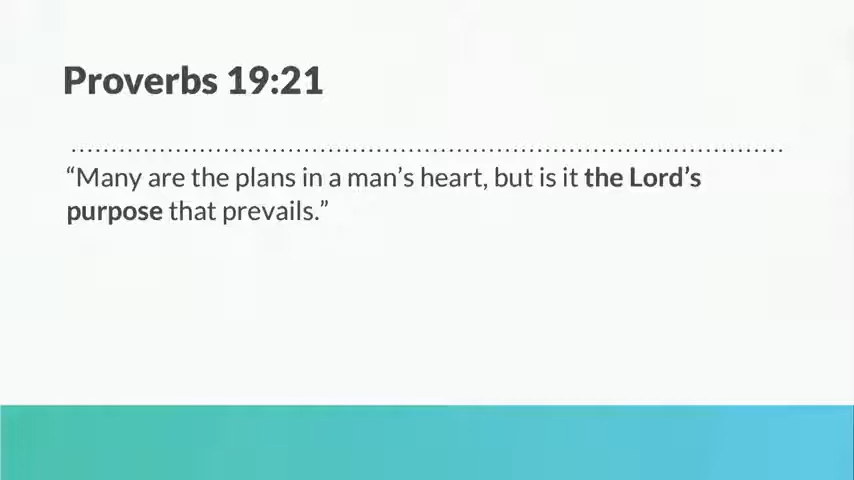 Proverbs 19:21
“Many are the plans in a man’s heart, but is it the Lord’s
purpose that prevails.”